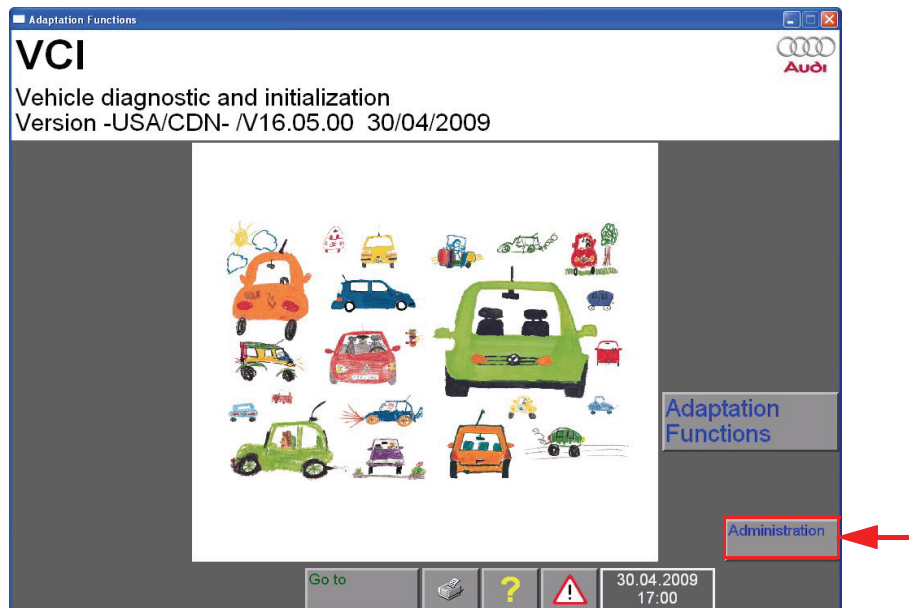 Adaptation Functions
VCI
Audi
Vehicle diagnostic and initialization
Version -USA/CDN- /V16.05.00 30/04/2009
Adaptation
Functions
Administration
Go to
?
30.04.2009
17:00